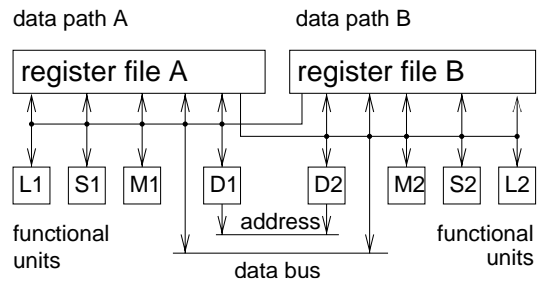 data path A
data path B
register file A
register file B
L1
S1
M1
D1
D2
M2
S2
L2
address
functional
units
functional
units
data bus